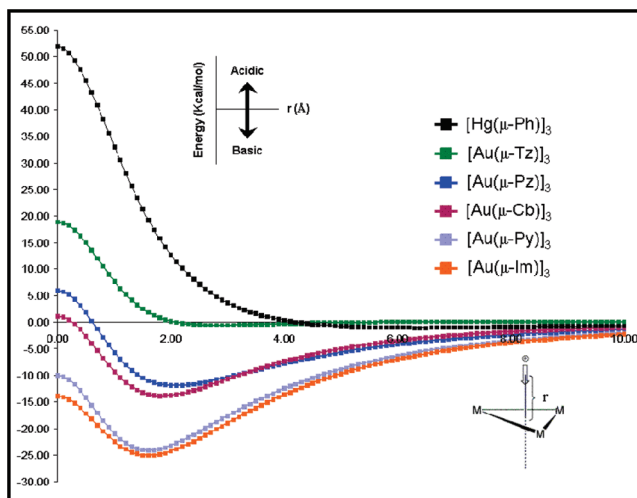 55.00
50.00
45.00
40.00
35.00
30.00
25.00
20.00
15.00
10.00
5.00
0.00
-5.00
-10.00
-15.00
-20.00
-25.00
-30.00
0.00 2.00 4.00 6.00 8.00 10.00
Energy (Kcal/mol)
Acidic
r (Å)
Basic
[Hg(μ-Ph)]3
[Au(μ-Tz)]3
[Au(μ-Pz)]3
[Au(μ-Cb)]3
[Au(μ-Py)]3
[Au(μ-Im)]3
⊕
r
M M
M